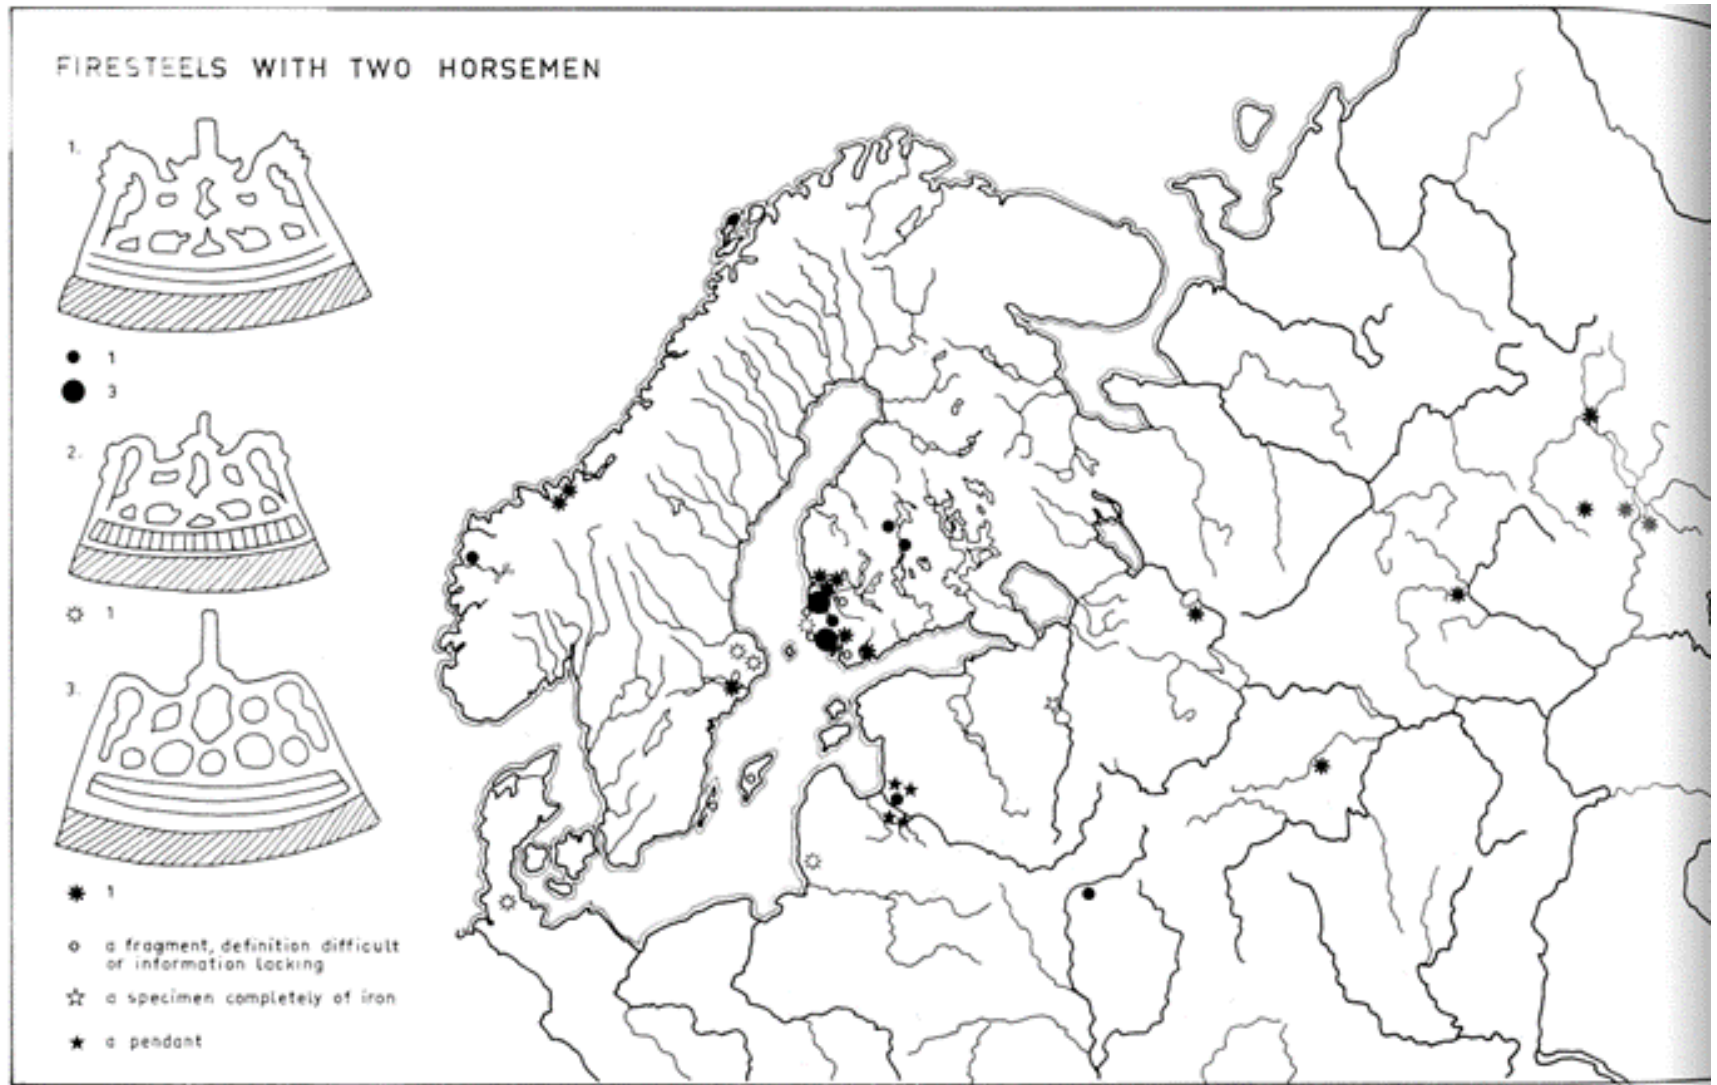 FIRESTEELS WITH TWO HORSEMEN
1.
1
3
2.
1
3.
1
a fragment, definition difficult
or information lacking
a specimen completely of iron
a pendant